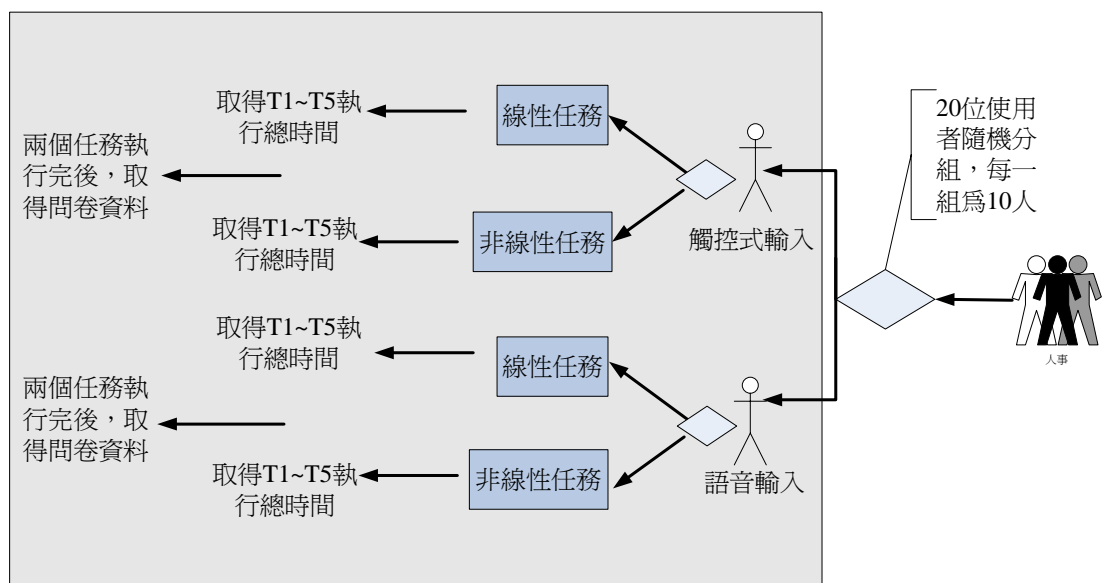 取得T1~T5執
行總時間
線性任務
兩個任務執
行完後，取
得問卷資料
取得T1~T5執
行總時間
非線性任務
觸控式輸入
20位使用
者隨機分
組，每一
組爲10人
人事
取得T1~T5執
行總時間
線性任務
兩個任務執
行完後，取
得問卷資料
取得T1~T5執
行總時間
非線性任務
語音輸入